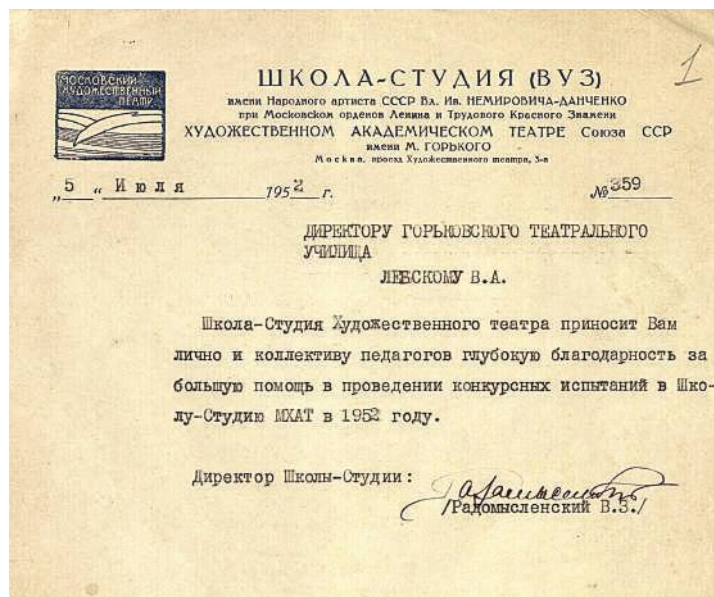 1
МОСКОВСКИЙ
ХУДОЖЕСТВЕННЫЙ
ТЕАТР
ШКОЛА-СТУДИЯ (ВУЗ)
имени Народного артиста СССР Вл. Ив. НЕМИРОВИЧА-ДАНЧЕНКО
при Московском орденов Ленина и Трудового Красного Знамени
ХУДОЖЕСТВЕННОМ АКАДЕМИЧЕСКОМ ТЕАТРЕ Союза ССР
имени М. ГОРЬКОГО
Москва, проезд Художественного театра, 3-а
„5“ Июля 1952 г. №359
ДИРЕКТОРУ ГОРЬКОВСКОГО ТЕАТРАЛЬНОГО
УЧИЛИЩА
ЛЕБСКОМУ В.А.
Школа-Студия Художественного театра приносит Вам
лично и коллективу педагогов глубокую благодарность за
большую помощь в проведении конкурсных испытаний в Шко-
лу-Студию МХАТ в 1952 году.
Директор Школы-Студии:
/Радомысленский В.З./